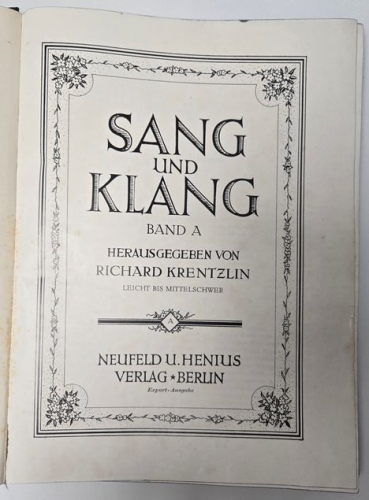 SANG
UND
KLANG
BAND A
HERAUSGEGEBEN VON
RICHARD KRENTZLIN
LEICHT BIS MITTELSCHWER
A
NEUFELD U. HENIUS
VERLAG * BERLIN
Export-Ausgabe